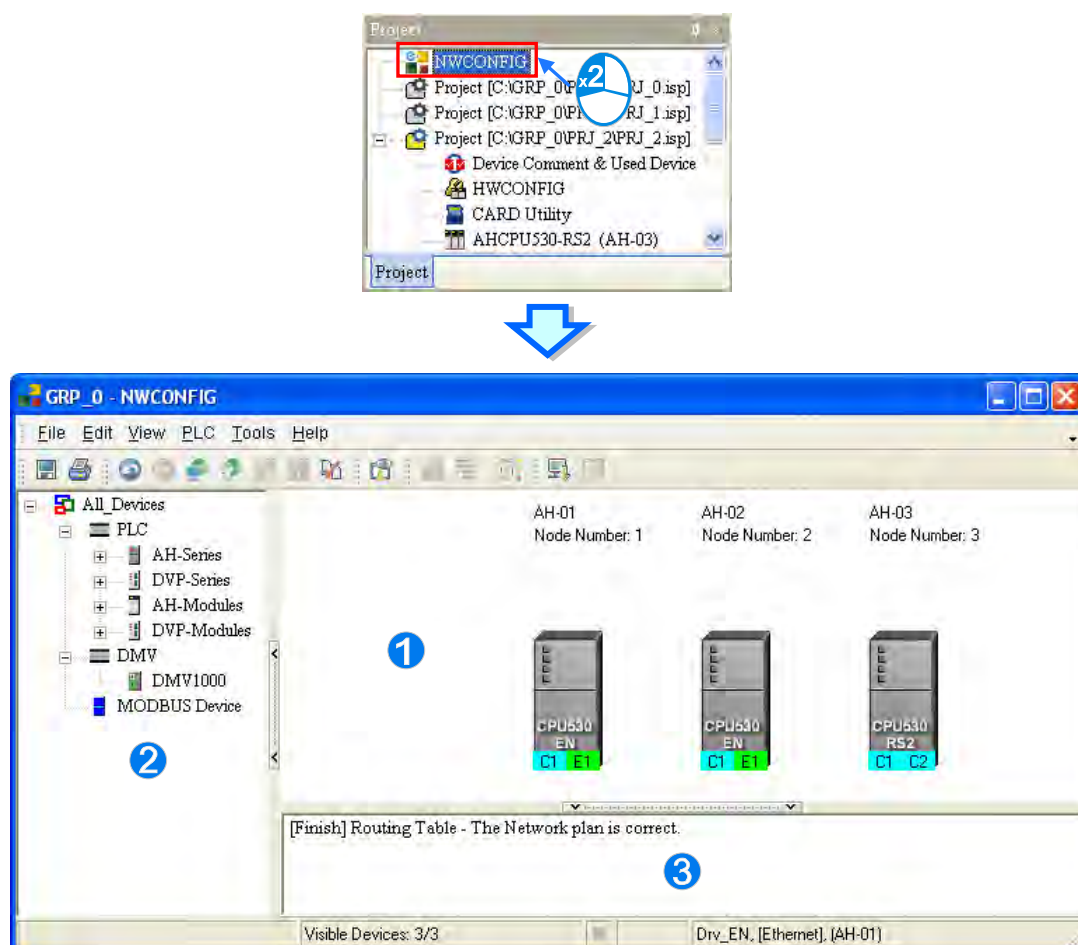 Project
NWCONFIG
x2
Project [C:\GRP_0\P RJ_0.isp]
Project [C:\GRP_0\P RJ_1.isp]
Project [C:\GRP_0\PRJ_2\PRJ_2.isp]
Device Comment & Used Device
HWCONFIG
CARD Utility
AHCPU530-RS2 (AH-03)
Project
GRP_0 - NWCONFIG
File Edit View PLC Tools Help
All_Devices
PLC
AH-Series
DVP-Series
AH-Modules
DVP-Modules
DMV
DMV1000
MODBUS Device
2
1
AH-01
Node Number: 1
AH-02
Node Number: 2
AH-03
Node Number: 3
CPU530
EN
C1 E1
CPU530
EN
C1 E1
CPU530
RS2
C1 C2
[Finish] Routing Table - The Network plan is correct.
3
Visible Devices: 3/3
Drv_EN, [Ethernet], (AH-01)